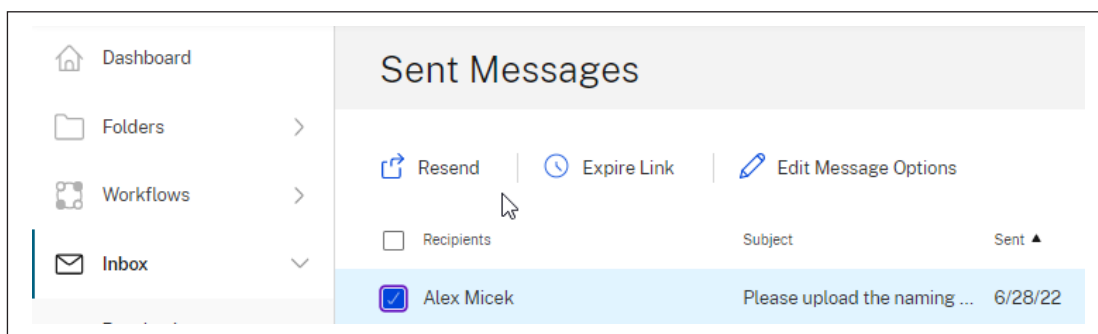 Dashboard
Sent Messages
Folders
Resend
Expire Link
Edit Message Options
Workflows
Recipients
Subject
Sent ▲
Inbox
Alex Micek
Please upload the naming ...
6/28/22